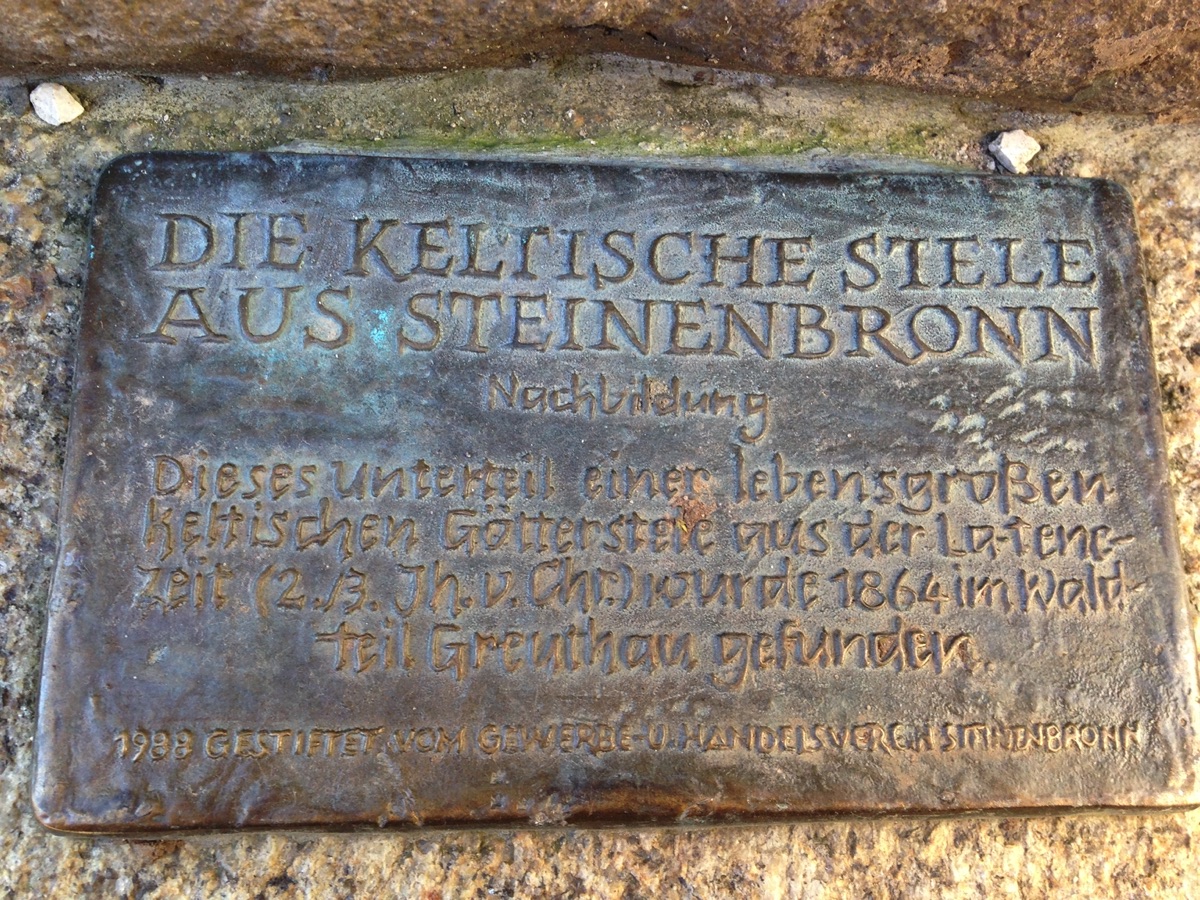 DIE KELTISCHE STELE
AUS STEINENBRONN
Nachbildung
Dieses Unterteil einer lebensgroßen
keltischen Götterstele aus der La-tene-
Zeit (2./3. Jh. v. Chr.) wurde 1864 im Wald-
teil Greuthau gefunden
1988 GESTIFTET VOM GEWERBE- U. HANDELSVEREIN STEINENBRONN